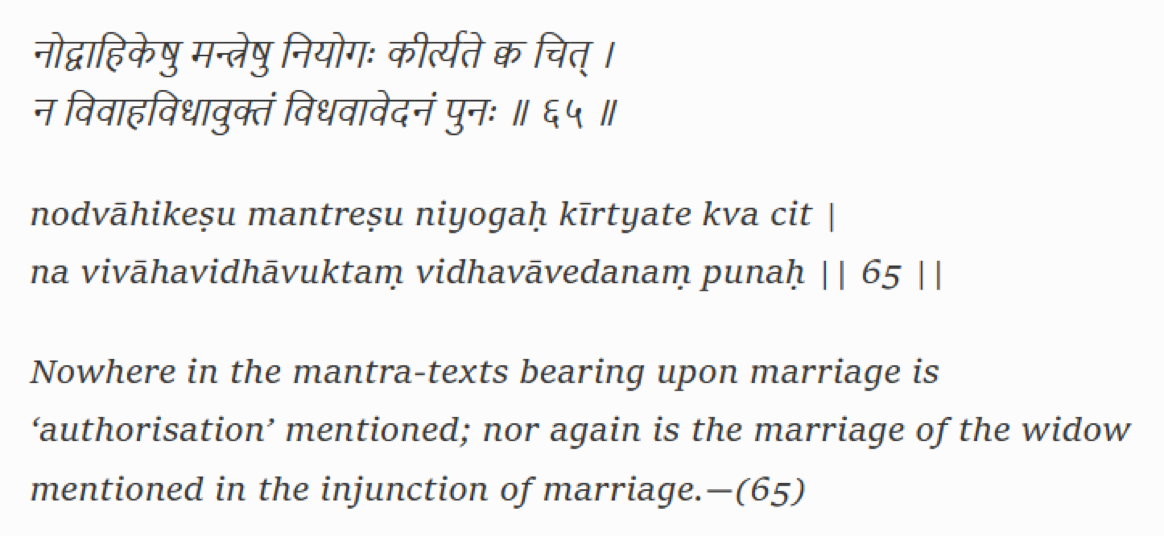 नोद्वाहिकेषु मन्त्रेषु नियोगः कीर्त्यते क्व चित् ।
न विवाहविधावुक्तं विधवावेदनं पुनः ॥ ६५ ॥
nodvāhikeṣu mantreṣu niyogaḥ kīrtyate kva cit |
na vivāhavidhāvuktaṃ vidhavāvedanaṃ punaḥ || 65 ||
Nowhere in the mantra-texts bearing upon marriage is
‘authorisation’ mentioned; nor again is the marriage of the widow
mentioned in the injunction of marriage.—(65)